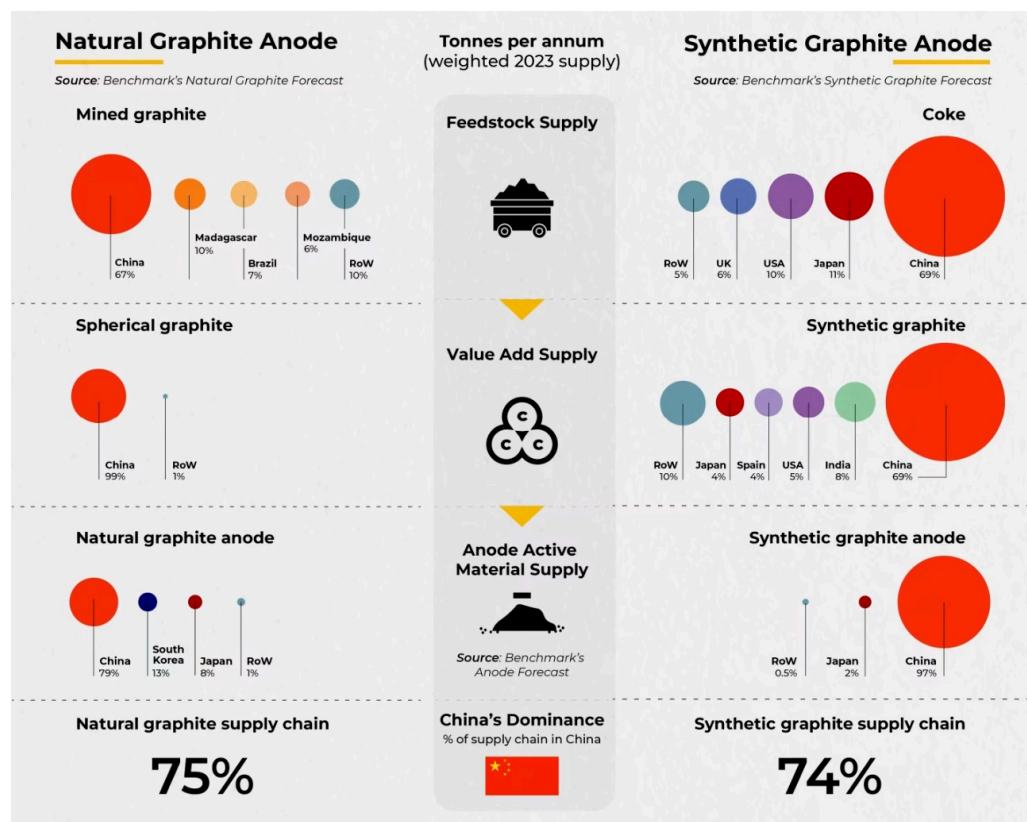 Natural Graphite Anode
Source: Benchmark's Natural Graphite Forecast
Tonnes per annum
(weighted 2023 supply)
Synthetic Graphite Anode
Source: Benchmark's Synthetic Graphite Forecast
Mined graphite
China
67%
Madagascar
10%
Brazil
7%
Mozambique
6%
RoW
10%
Feedstock Supply
Coke
RoW
5%
UK
6%
USA
10%
Japan
11%
China
69%
Spherical graphite
China
99%
RoW
1%
Value Add Supply
C
C
C
Synthetic graphite
RoW
10%
Japan
4%
Spain
4%
USA
5%
India
8%
China
69%
Natural graphite anode
China
79%
South
Korea
13%
Japan
8%
RoW
1%
Anode Active
Material Supply
Source: Benchmark's
Anode Forecast
Synthetic graphite anode
RoW
0.5%
Japan
2%
China
97%
Natural graphite supply chain
75%
China's Dominance
% of supply chain in China
Synthetic graphite supply chain
74%